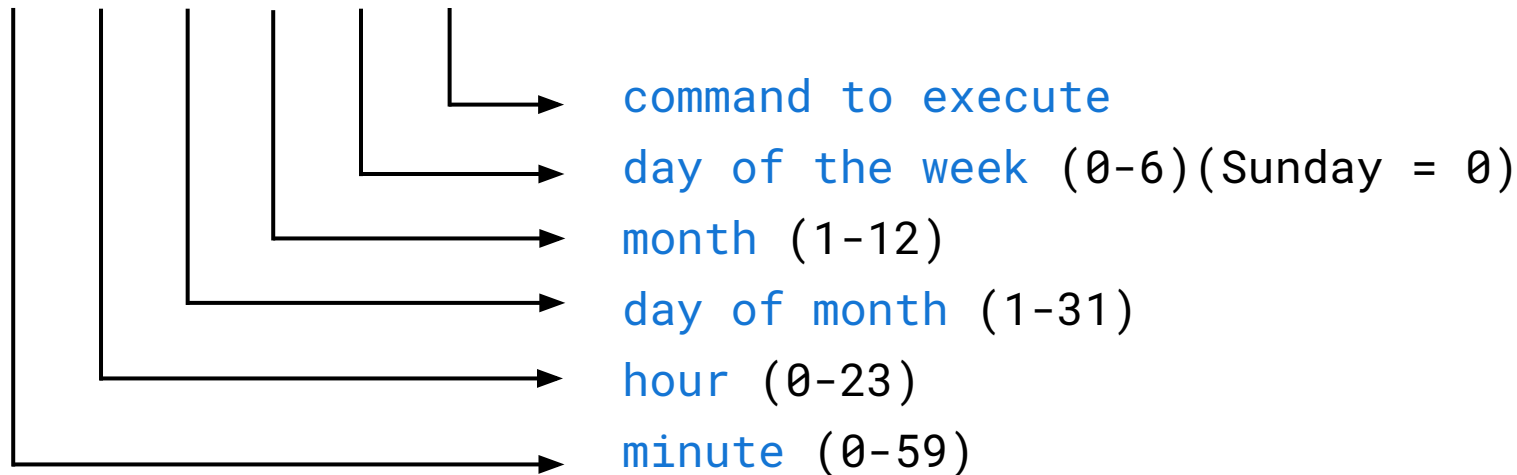 command to execute
day of the week (0-6)(Sunday = 0)
month (1-12)
day of month (1-31)
hour (0-23)
minute (0-59)